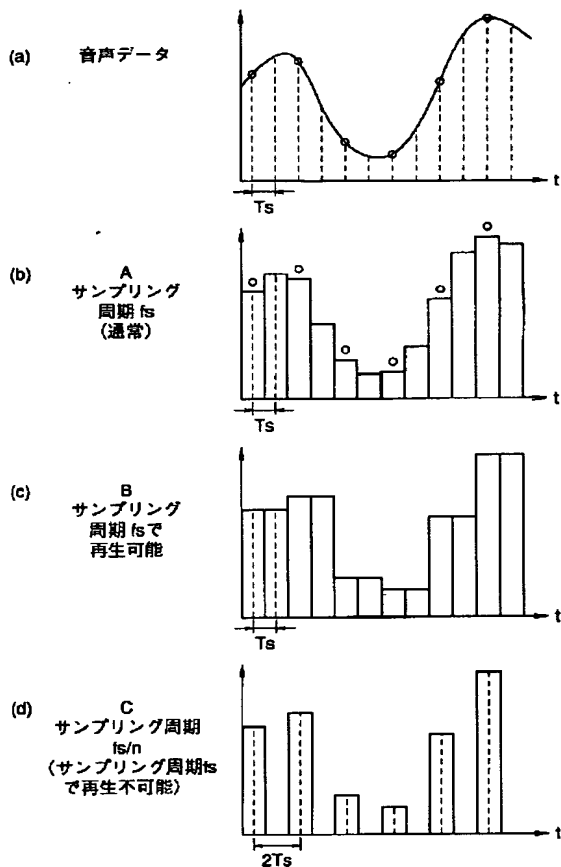 (a) 音声データ
t
Ts
(b) A
サンプリング
周期 fs
(通常)
t
Ts
(c) B
サンプリング
周期 fsで
再生可能
t
Ts
(d) C
サンプリング周期
fs/n
(サンプリング周期fs
で再生不可能)
t
2Ts